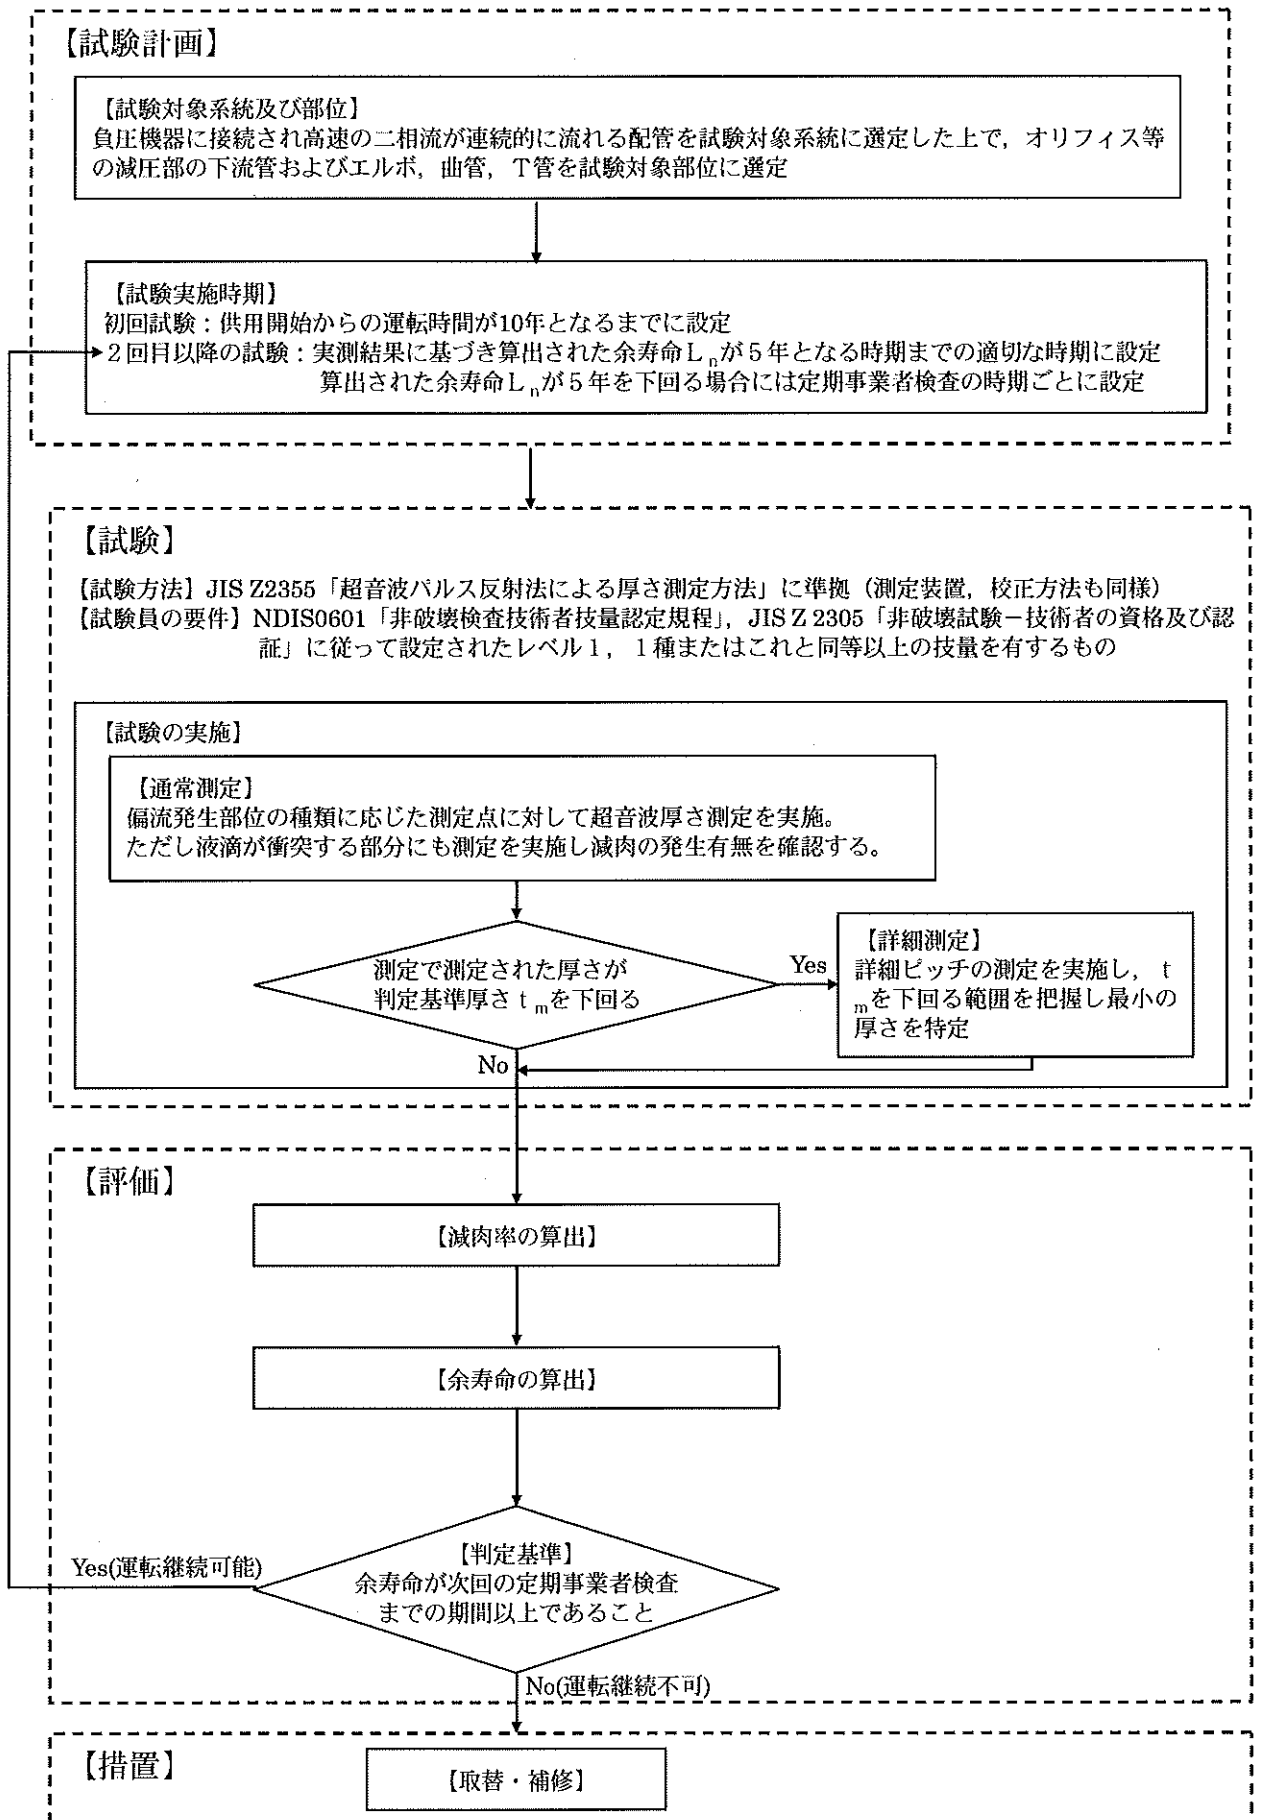 【試験計画】
【試験対象系統及び部位】
負圧機器に接続され高速の二相流が連続的に流れる配管を試験対象系統に選定した上で，オリフィス等
の減圧部の下流管およびエルボ，曲管，T管を試験対象部位に選定
【試験実施時期】
初回試験：供用開始からの運転時間が10年となるまでに設定
２回目以降の試験：実測結果に基づき算出された余寿命Lnが５年となる時期までの適切な時期に設定
算出された余寿命Lnが５年を下回る場合には定期事業者検査の時期ごとに設定
【試験】
【試験方法】JIS Z2355「超音波パルス反射法による厚さ測定方法」に準拠（測定装置，校正方法も同様）
【試験員の要件】NDIS0601「非破壊検査技術者技量認定規程」，JIS Z 2305「非破壊試験－技術者の資格及び認
証」に従って設定されたレベル１，１種またはこれと同等以上の技量を有するもの
【試験の実施】
【通常測定】
偏流発生部位の種類に応じた測定点に対して超音波厚さ測定を実施。
ただし液滴が衝突する部分にも測定を実施し減肉の発生有無を確認する。
測定で測定された厚さが
判定基準厚さｔmを下回る
Yes
【詳細測定】
詳細ピッチの測定を実施し，ｔ
mを下回る範囲を把握し最小の
厚さを特定
No
【評価】
【減肉率の算出】
【余寿命の算出】
【判定基準】
余寿命が次回の定期事業者検査
までの期間以上であること
Yes(運転継続可能)
No(運転継続不可)
【措置】
【取替・補修】